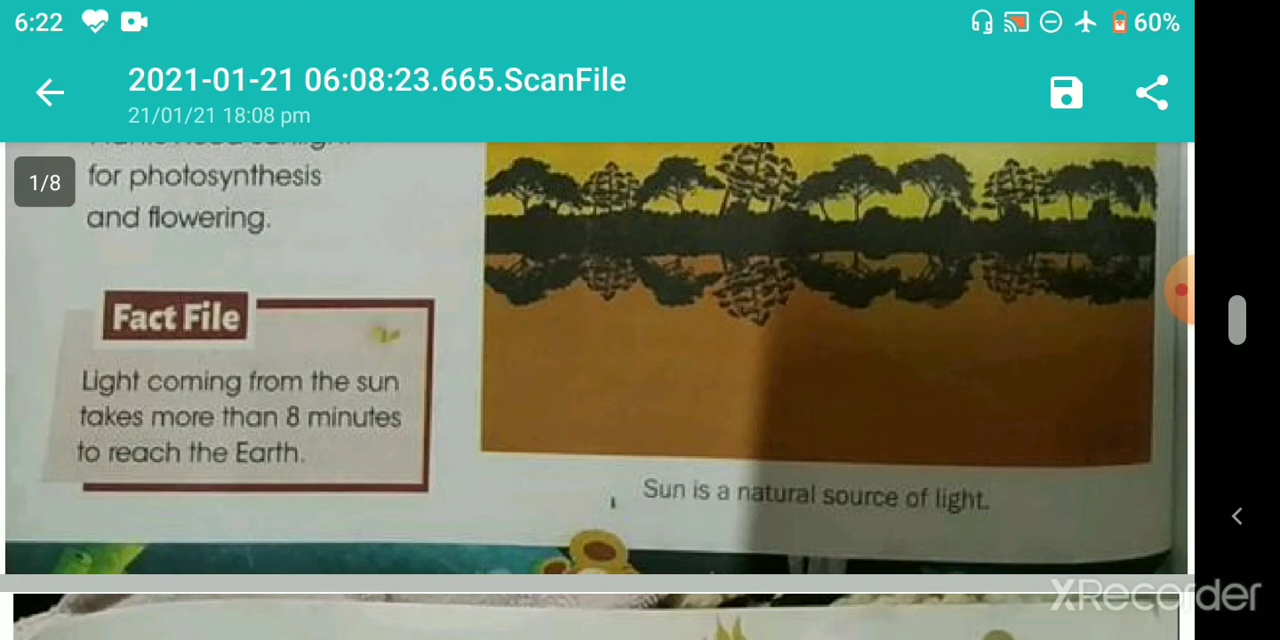 6:22
60%
2021-01-21 06:08:23.665.ScanFile
21/01/21 18:08 pm
1/8
for photosynthesis
and flowering.
Fact File
Light coming from the sun
takes more than 8 minutes
to reach the Earth.
Sun is a natural source of light.
XRecorder